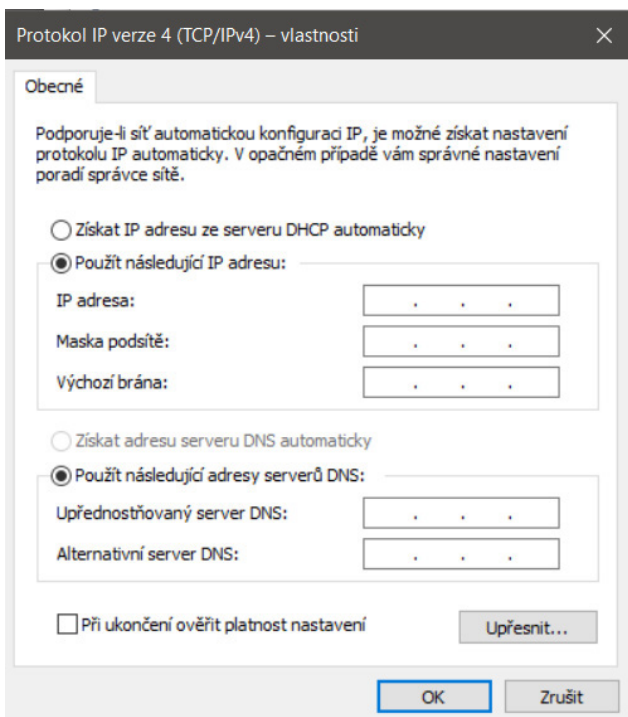 Protokol IP verze 4 (TCP/IPv4) – vlastnosti
Obecné
Podporuje-li síť automatickou konfiguraci IP, je možné získat nastavení
protokolu IP automaticky. V opačném případě vám správné nastavení
poradí správce sítě.
Získat IP adresu ze serveru DHCP automaticky
Použít následující IP adresu:
IP adresa: . . .
Maska podsítě: . . .
Výchozí brána: . . .
Získat adresu serveru DNS automaticky
Použít následující adresy serverů DNS:
Upřednostňovaný server DNS: . . .
Alternativní server DNS: . . .
Při ukončení ověřit platnost nastavení
Upřesnit...
OK
Zrušit